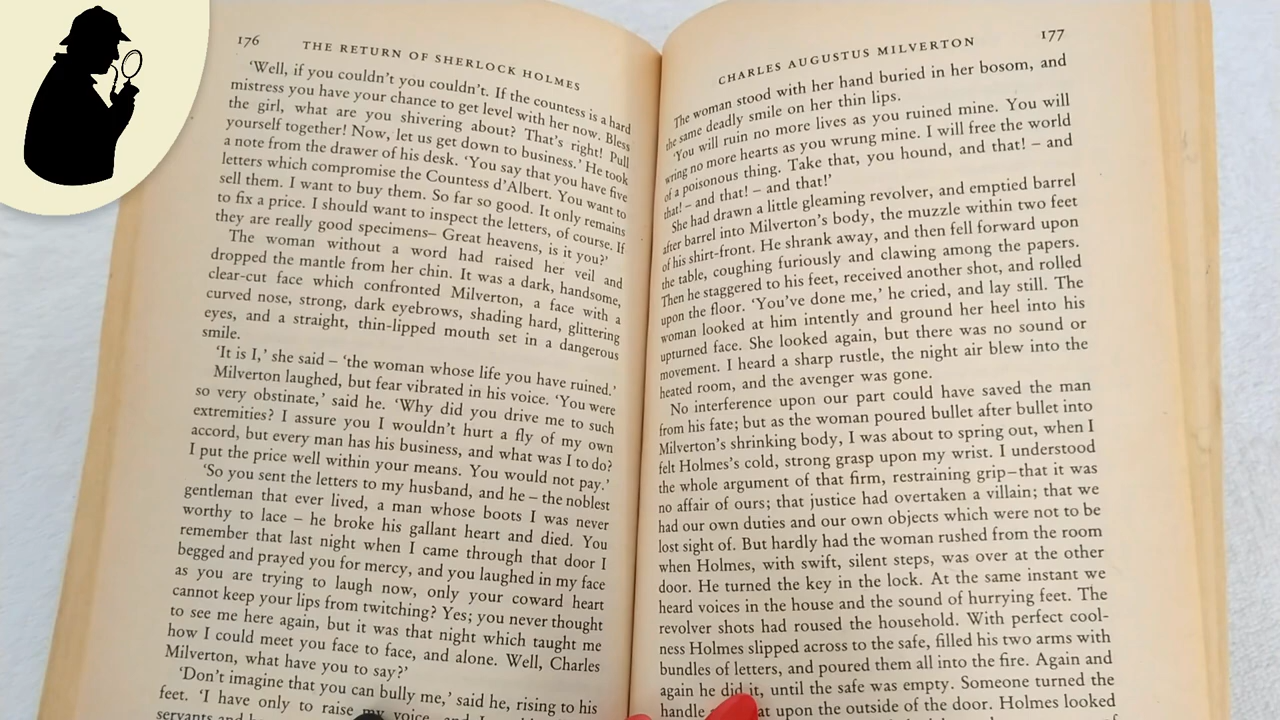 176
THE RETURN OF SHERLOCK HOLMES
'Well, if you couldn't you couldn't. If the countess is a hard
mistress you have your chance to get level with her now. Bless
the girl, what are you shivering about? That's right! Pull
yourself together! Now, let us get down to business.' He took
a note from the drawer of his desk. 'You say that you have five
letters which compromise the Countess d'Albert. You want to
sell them. I want to buy them. So far so good. It only remains
to fix a price. I should want to inspect the letters, of course. If
they are really good specimens– Great heavens, is it you?'
The woman without a word had raised her veil and
dropped the mantle from her chin. It was a dark, handsome,
clear-cut face which confronted Milverton, a face with a
curved nose, strong, dark eyebrows, shading hard, glittering
eyes, and a straight, thin-lipped mouth set in a dangerous
smile.
'It is I,' she said – 'the woman whose life you have ruined.'
Milverton laughed, but fear vibrated in his voice. 'You were
so very obstinate,' said he. 'Why did you drive me to such
extremities? I assure you I wouldn't hurt a fly of my own
accord, but every man has his business, and what was I to do?
I put the price well within your means. You would not pay.'
'So you sent the letters to my husband, and he – the noblest
gentleman that ever lived, a man whose boots I was never
worthy to lace – he broke his gallant heart and died. You
remember that last night when I came through that door I
begged and prayed you for mercy, and you laughed in my face
as you are trying to laugh now, only your coward heart
cannot keep your lips from twitching? Yes; you never thought
to see me here again, but it was that night which taught me
how I could meet you face to face, and alone. Well, Charles
Milverton, what have you to say?'
'Don't imagine that you can bully me,' said he, rising to his
feet. 'I have only to raise my voice, and I
servants and
CHARLES AUGUSTUS MILVERTON
177
The woman stood with her hand buried in her bosom, and
the same deadly smile on her thin lips.
'You will ruin no more lives as you ruined mine. You will
wring no more hearts as you wrung mine. I will free the world
of a poisonous thing. Take that, you hound, and that! – and
that! – and that! – and that!'
She had drawn a little gleaming revolver, and emptied barrel
after barrel into Milverton's body, the muzzle within two feet
of his shirt-front. He shrank away, and then fell forward upon
the table, coughing furiously and clawing among the papers.
Then he staggered to his feet, received another shot, and rolled
upon the floor. 'You've done me,' he cried, and lay still. The
woman looked at him intently and ground her heel into his
upturned face. She looked again, but there was no sound or
movement. I heard a sharp rustle, the night air blew into the
heated room, and the avenger was gone.
No interference upon our part could have saved the man
from his fate; but as the woman poured bullet after bullet into
Milverton's shrinking body, I was about to spring out, when I
felt Holmes's cold, strong grasp upon my wrist. I understood
the whole argument of that firm, restraining grip–that it was
no affair of ours; that justice had overtaken a villain; that we
had our own duties and our own objects which were not to be
lost sight of. But hardly had the woman rushed from the room
when Holmes, with swift, silent steps, was over at the other
door. He turned the key in the lock. At the same instant we
heard voices in the house and the sound of hurrying feet. The
revolver shots had roused the household. With perfect cool-
ness Holmes slipped across to the safe, filled his two arms with
bundles of letters, and poured them all into the fire. Again and
again he did it, until the safe was empty. Someone turned the
handle at upon the outside of the door. Holmes looked